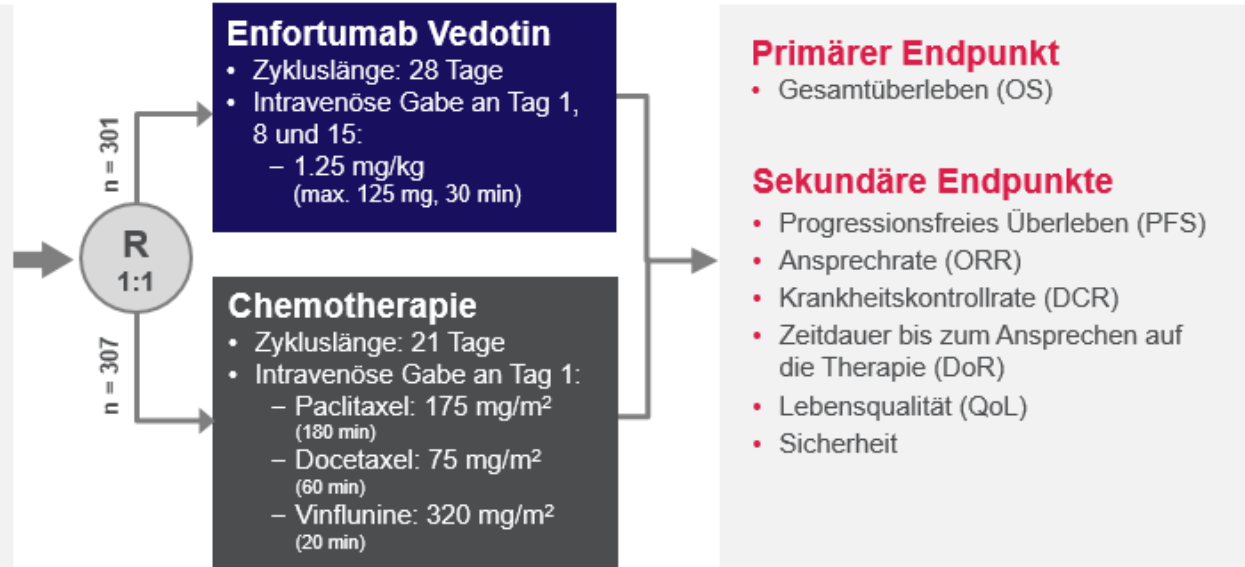 n = 301
R
1:1
n = 307
Enfortumab Vedotin
• Zykluslänge: 28 Tage
• Intravenöse Gabe an Tag 1,
8 und 15:
– 1.25 mg/kg
(max. 125 mg, 30 min)
Chemotherapie
• Zykluslänge: 21 Tage
• Intravenöse Gabe an Tag 1:
– Paclitaxel: 175 mg/m²
(180 min)
– Docetaxel: 75 mg/m²
(60 min)
– Vinflunine: 320 mg/m²
(20 min)
Primärer Endpunkt
• Gesamtüberleben (OS)
Sekundäre Endpunkte
• Progressionsfreies Überleben (PFS)
• Ansprechrate (ORR)
• Krankheitskontrollrate (DCR)
• Zeitdauer bis zum Ansprechen auf
die Therapie (DoR)
• Lebensqualität (QoL)
• Sicherheit